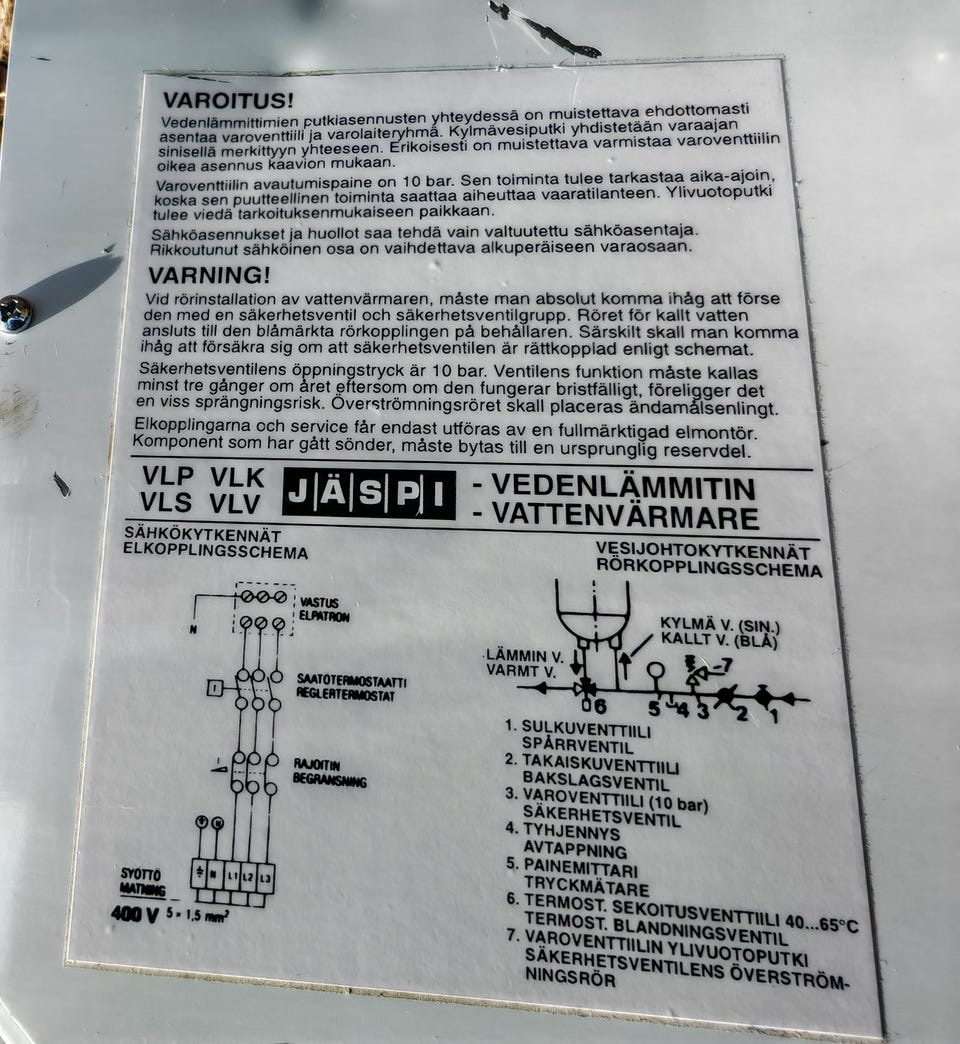 VAROITUS!
Vedenlämmittimien putkiasennusten yhteydessä on muistettava ehdottomasti
asentaa varoventtiili ja varolaiteryhmä. Kylmävesiputki yhdistetään varaajan
sinisellä merkittyyn yhteeseen. Erikoisesti on muistettava varmistaa varoventtiilin
oikea asennus kaavion mukaan.
Varoventtiilin avautumispaine on 10 bar. Sen toiminta tulee tarkastaa aika-ajoin,
koska sen puutteellinen toiminta saattaa aiheuttaa vaaratilanteen. Ylivuotoputki
tulee viedä tarkoituksenmukaiseen paikkaan.
Sähköasennukset ja huollot saa tehdä vain valtuutettu sähköasentaja.
Rikkoutunut sähköinen osa on vaihdettava alkuperäiseen varaosaan.
VARNING!
Vid rörinstallation av vattenvärmaren, måste man absolut komma ihåg att förse
den med en säkerhetsventil och säkerhetsventilgrupp. Röret för kallt vatten
ansluts till den blåmärkta rörkopplingen på behållaren. Särskilt skall man komma
ihåg att försäkra sig om att säkerhetsventilen är rättkopplad enligt schemat.
Säkerhetsventilens öppningstryck är 10 bar. Ventilens funktion måste kallas
minst tre gånger om året eftersom om den fungerar bristfälligt, föreligger det
en viss sprängningsrisk. Överströmningsröret skall placeras ändamålsenlingt.
Elkopplingarna och service får endast utföras av en fullmärktigad elmontör.
Komponent som har gått sönder, måste bytas till en ursprunglig reservdel.
VLP VLK
VLS VLV
JÄSPI
- VEDENLÄMMITIN
- VATTENVÄRMARE
SÄHKÖKYTKENNÄT
ELKOPPLINGSSCHEMA
VASTUS
ELPATRON
N
SÄÄTÖTERMOSTAATTI
REGLERTERMOSTAT
RAJOITIN
BEGRÄNSNING
N
N L1 L2 L3
SYÖTTÖ
MATNING
400 V 5 × 1,5 mm²
VESIJOHTOKYTKENNÄT
RÖRKOPPLINGSSCHEMA
KYLMÄ V. (SIN.)
KALLT V. (BLÅ)
LÄMMIN V.
VARMT V.
7
6 5 4 3 2 1
1. SULKUVENTTIILI
SPÄRRVENTIL
2. TAKAISKUVENTTIILI
BAKSLAGSVENTIL
3. VAROVENTTIILI (10 bar)
SÄKERHETSVENTIL
4. TYHJENNYS
AVTAPPNING
5. PAINEMITTARI
TRYCKMÄTARE
6. TERMOST. SEKOITUSVENTTIILI 40...65°C
TERMOST. BLANDNINGSVENTIL
7. VAROVENTTIILIN YLIVUOTOPUTKI
SÄKERHETSVENTILENS ÖVERSTRÖM-
NINGSRÖR